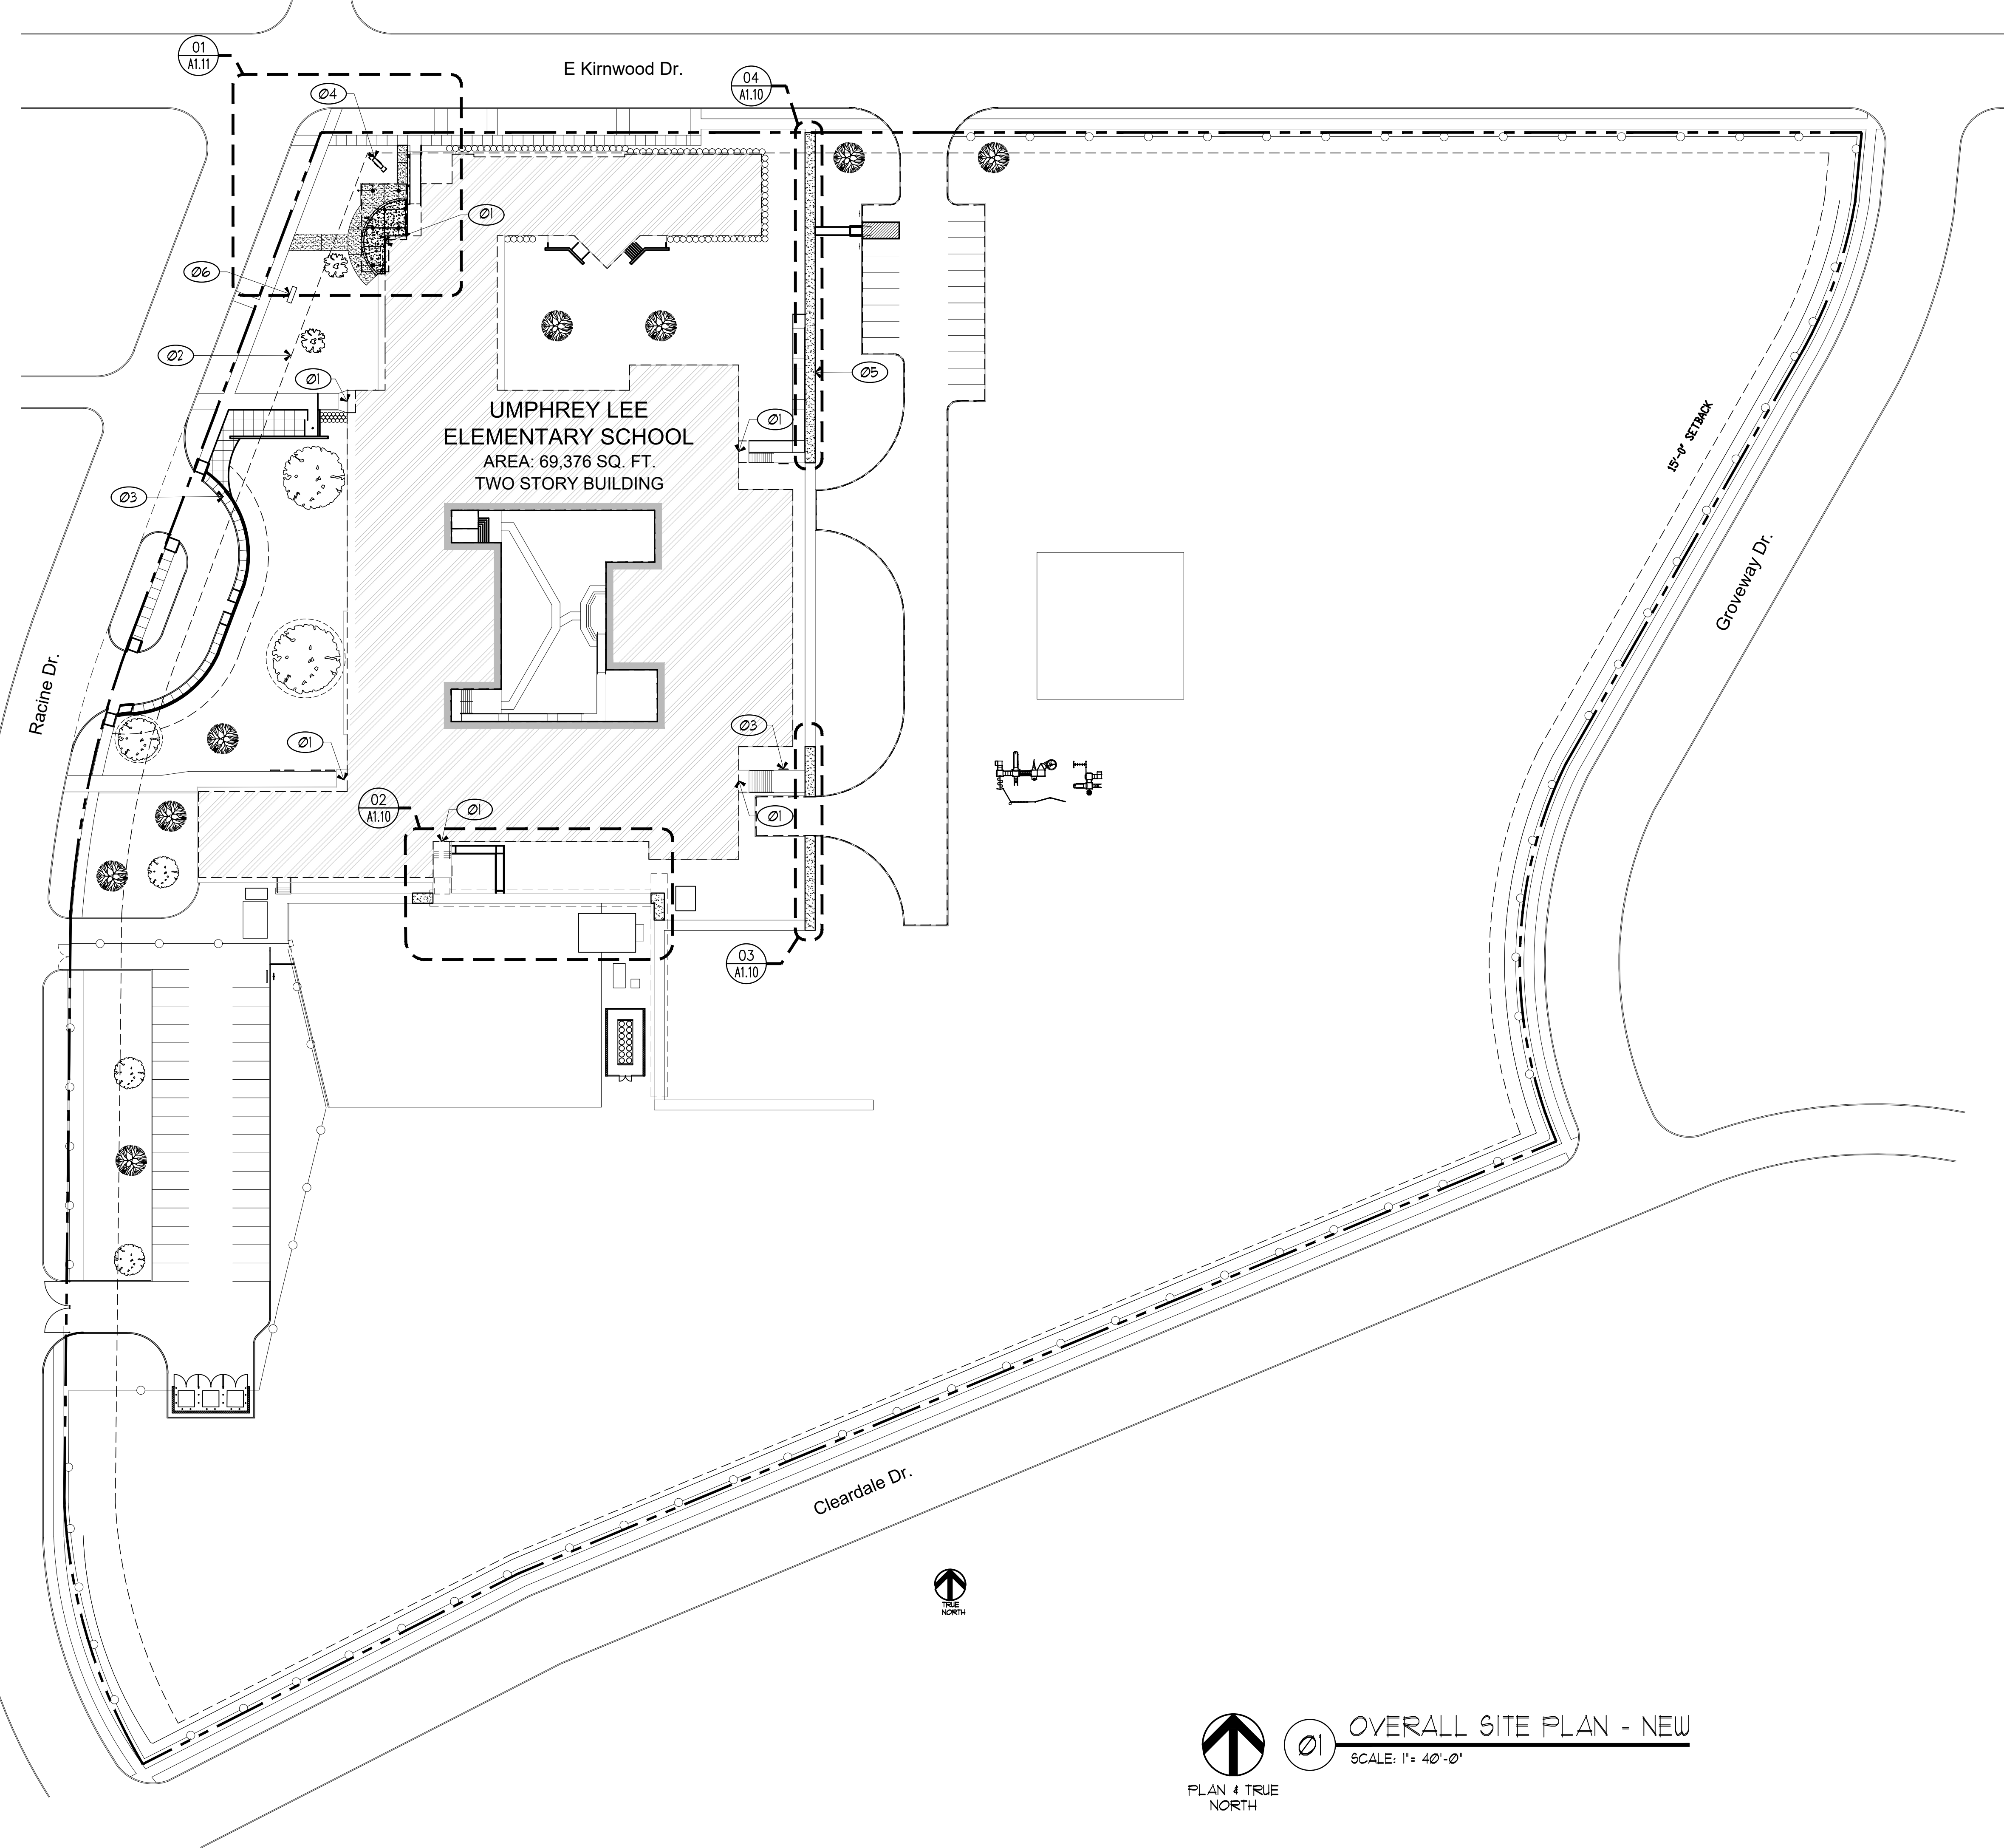 01
A1.11
E Kirnwood Dr.
04
A1.10
Ø4
Ø1
Ø6
Ø2
Ø1
Ø5
UMPHREY LEE
ELEMENTARY SCHOOL
AREA: 69,376 SQ. FT.
TWO STORY BUILDING
Ø1
15'-0" SETBACK
Ø3
Groveway Dr.
Racine Dr.
Ø1
Ø3
02
A1.10
Ø1
Ø1
03
A1.10
Cleardale Dr.
TRUE
NORTH
PLAN & TRUE
NORTH
Ø1
OVERALL SITE PLAN - NEW
SCALE: 1"= 4Ø'-Ø"